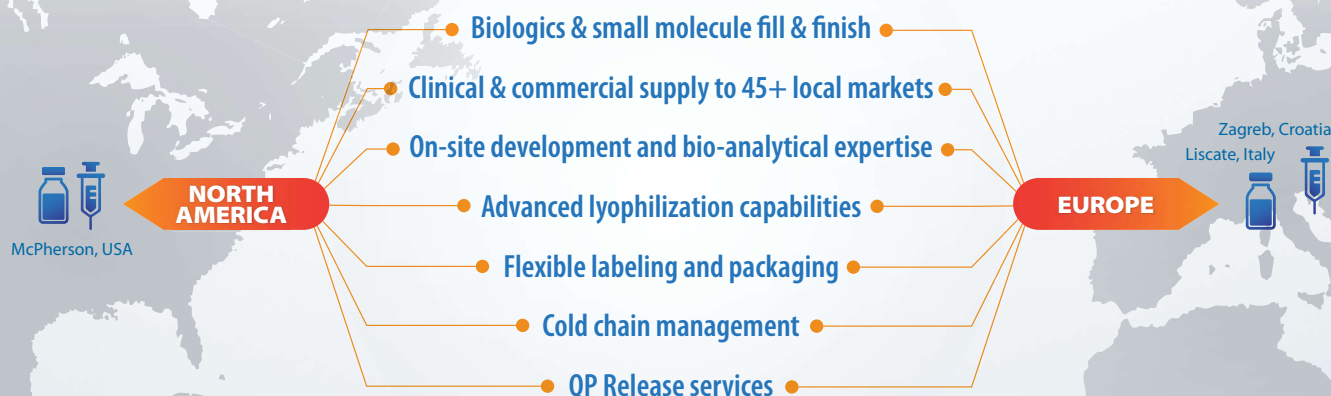 Biologics & small molecule fill & finish
Clinical & commercial supply to 45+ local markets
On-site development and bio-analytical expertise
Advanced lyophilization capabilities
Flexible labeling and packaging
Cold chain management
QP Release services
NORTH
AMERICA
McPherson, USA
EUROPE
Zagreb, Croatia
Liscate, Italy
E
E